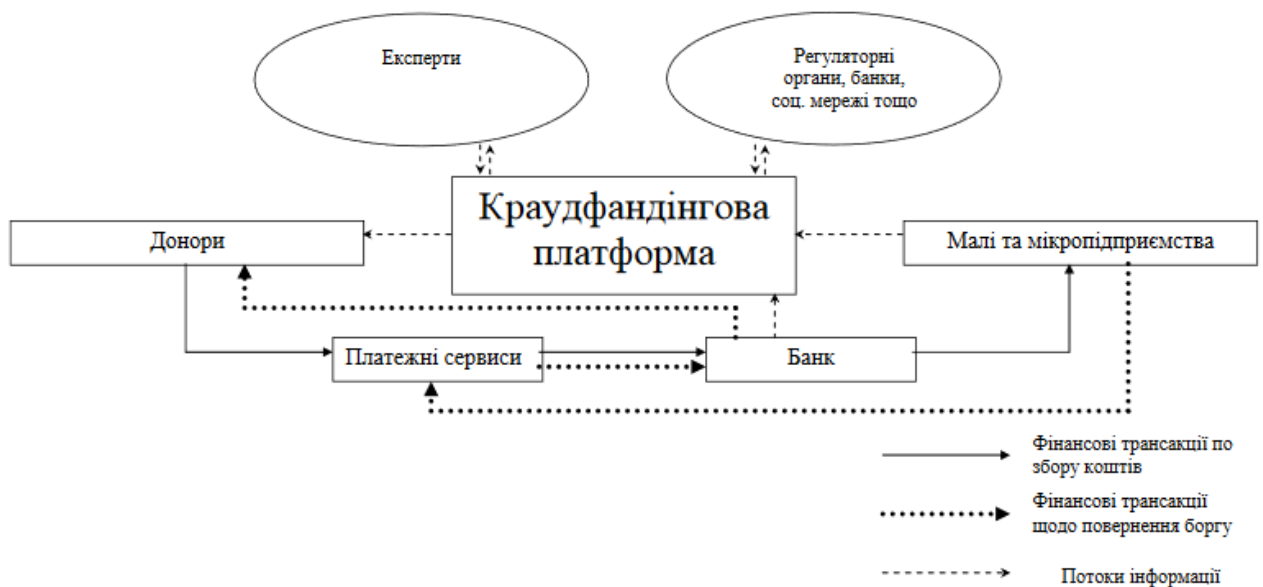 Експерти
Регуляторні
органи, банки,
соц. мережі тощо
Краудфандінгова
платформа
Донори
Малі та мікропідприємства
Платежні сервиси
Банк
Фінансові трансакції по
збору коштів
Фінансові трансакції
щодо повернення боргу
Потоки інформації